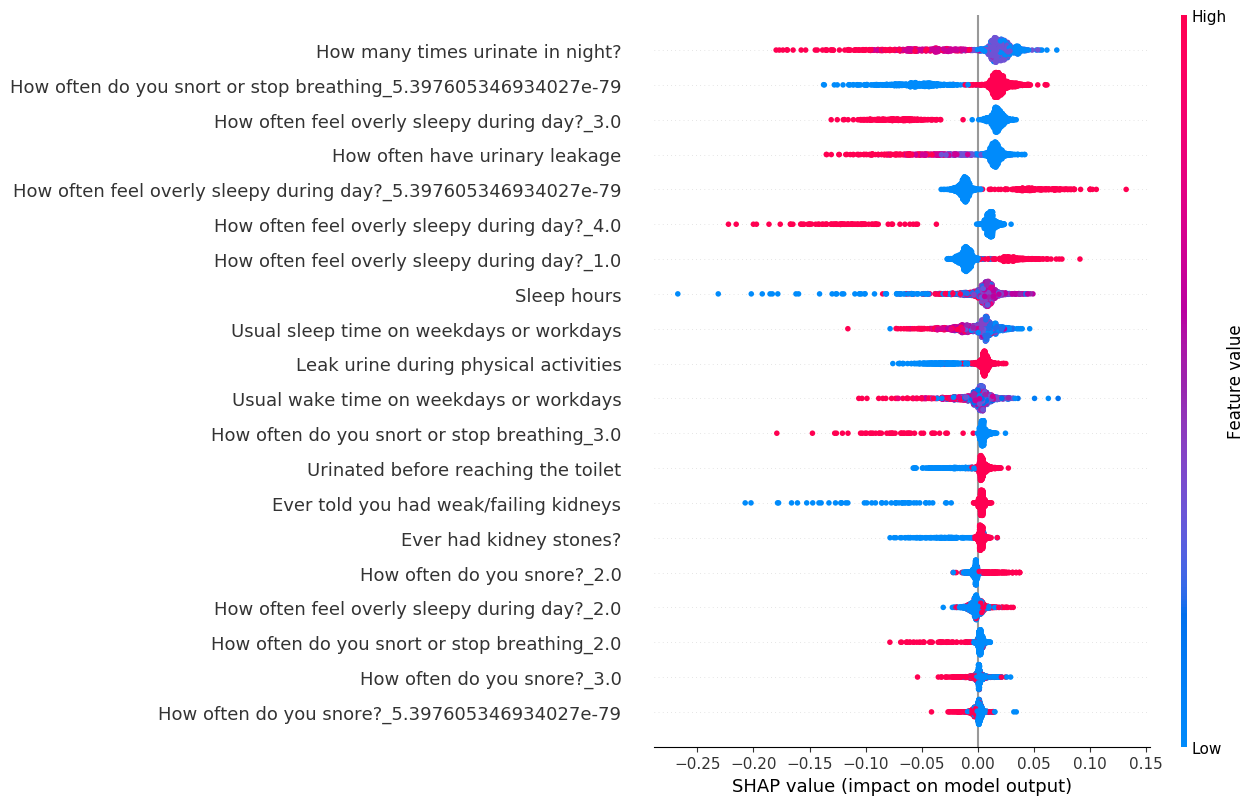 High
How many times urinate in night?
How often do you snort or stop breathing_5.397605346934027e-79
How often feel overly sleepy during day?_3.0
How often have urinary leakage
How often feel overly sleepy during day?_5.397605346934027e-79
How often feel overly sleepy during day?_4.0
How often feel overly sleepy during day?_1.0
Sleep hours
Usual sleep time on weekdays or workdays
Leak urine during physical activities
Usual wake time on weekdays or workdays
How often do you snort or stop breathing_3.0
Urinated before reaching the toilet
Ever told you had weak/failing kidneys
Ever had kidney stones?
How often do you snore?_2.0
How often feel overly sleepy during day?_2.0
How often do you snort or stop breathing_2.0
How often do you snore?_3.0
How often do you snore?_5.397605346934027e-79
Feature value
Low
−0.25 −0.20 −0.15 −0.10 −0.05 0.00 0.05 0.10 0.15
SHAP value (impact on model output)